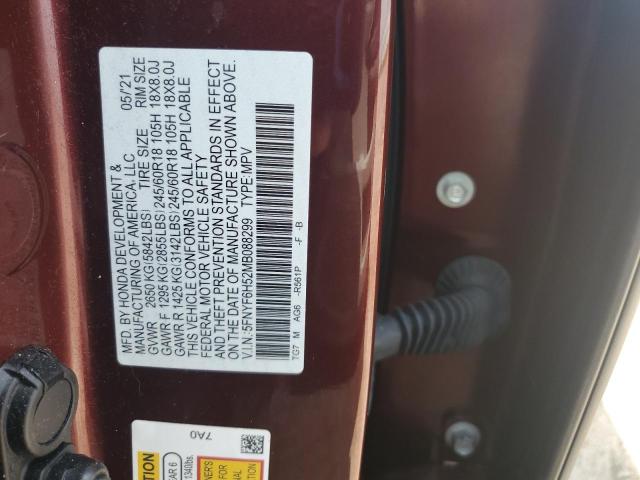 MFD. BY HONDA DEVELOPMENT &
MANUFACTURING OF AMERICA, LLC 05/'21
TIRE SIZE RIM SIZE
GVWR 2650 KG(5842LBS)
GAWR F 1295 KG(2855LBS)245/60R18 105H 18X8.0J
GAWR R 1425 KG(3142LBS)245/60R18 105H 18X8.0J
THIS VEHICLE CONFORMS TO ALL APPLICABLE
FEDERAL MOTOR VEHICLE SAFETY
AND THEFT PREVENTION STANDARDS IN EFFECT
ON THE DATE OF MANUFACTURE SHOWN ABOVE.
V.I.N.:5FNYF6H52MB088299 TYPE:MPV
TG7 M AG6 -R561P -F -B
7A0